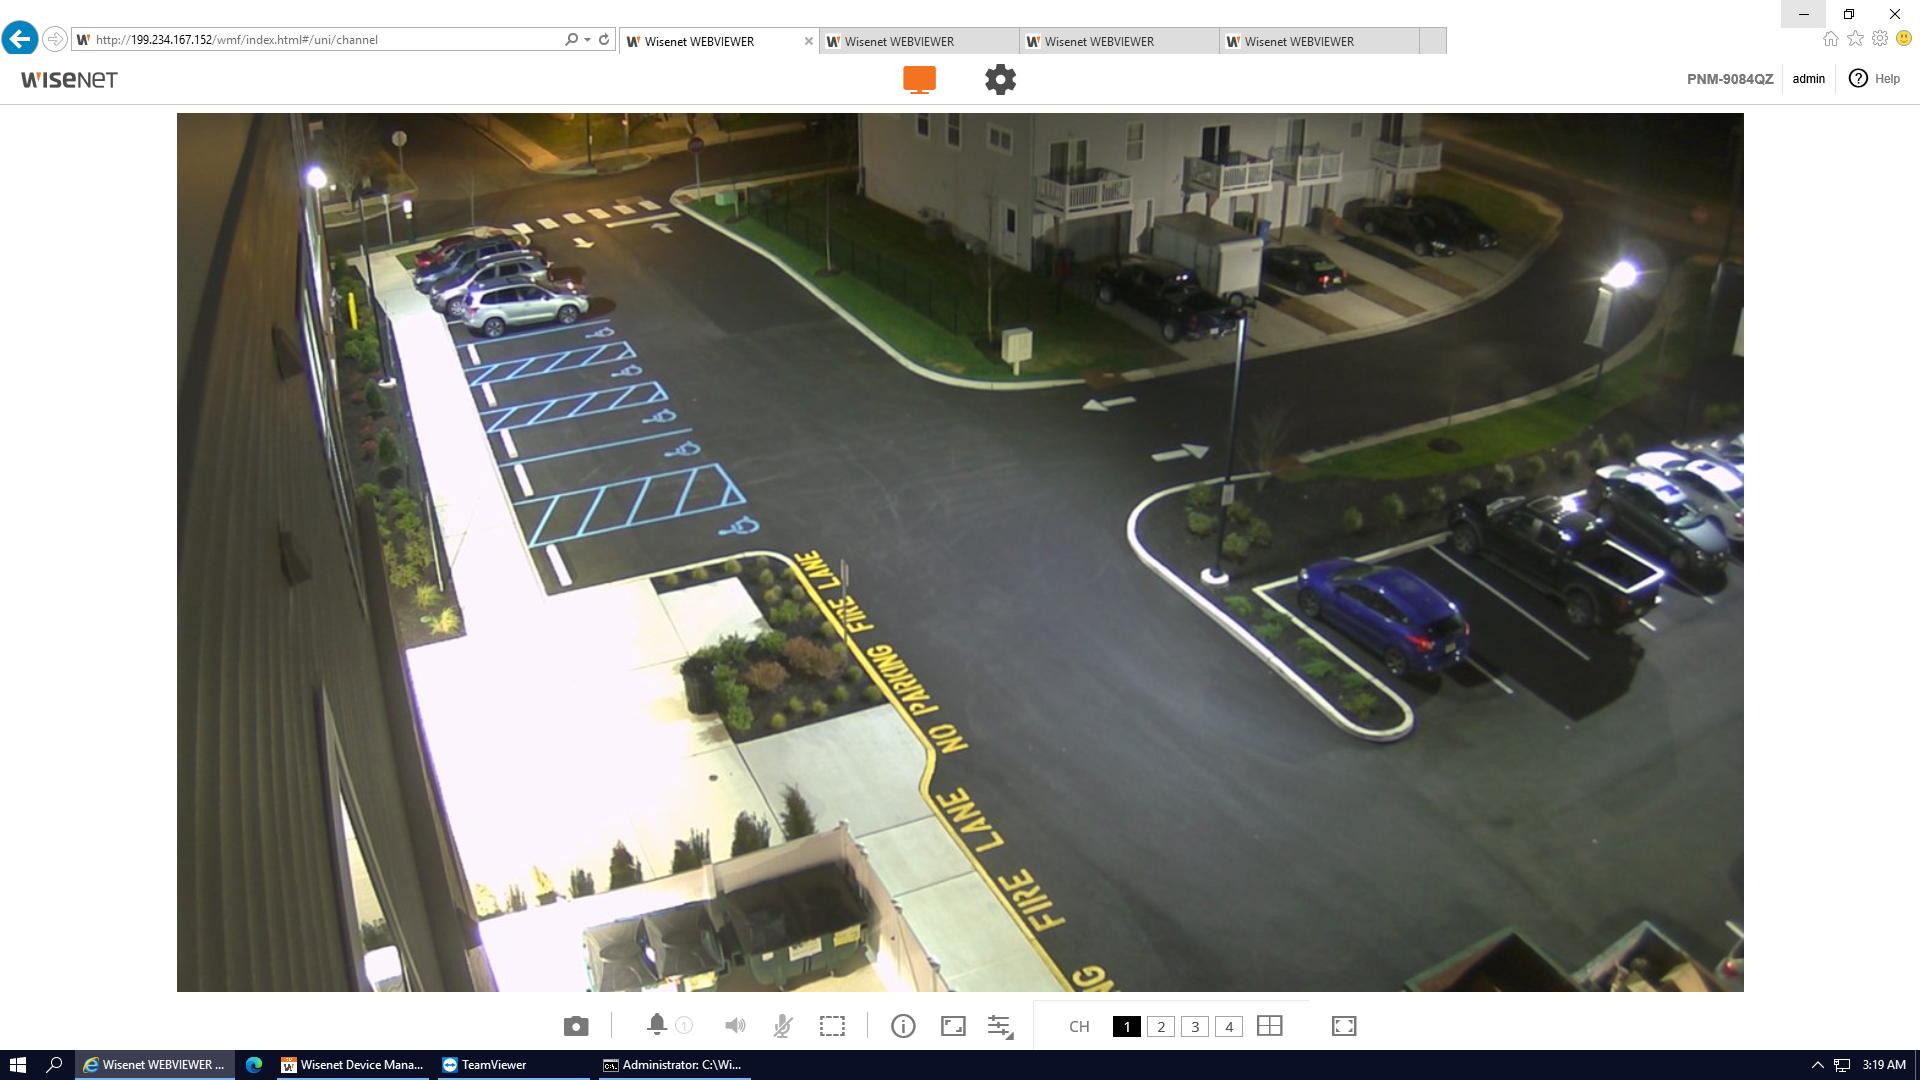 http://199.234.167.152/wmf/index.html#/uni/channel
Wisenet WEBVIEWER
Wisenet WEBVIEWER
Wisenet WEBVIEWER
Wisenet WEBVIEWER
WISENET
PNM-9084QZ
admin
? Help
FIRE LANE
NO PARKING
FIRE LANE
NG
1
CH 1 2 3 4
Wisenet WEBVIEWER ...
Wisenet Device Mana...
TeamViewer
Administrator: C:\Wi...
3:19 AM